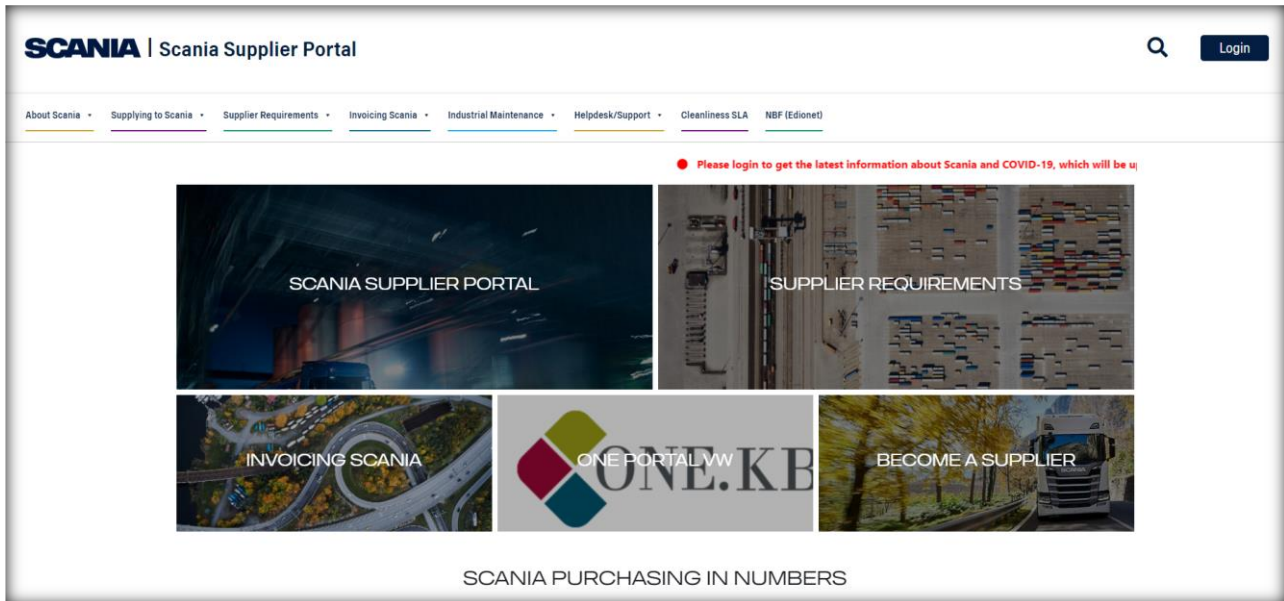 SCANIA | Scania Supplier Portal
Login
About Scania
Supplying to Scania
Supplier Requirements
Invoicing Scania
Industrial Maintenance
Helpdesk/Support
Cleanliness SLA
NBF (Edionet)
Please login to get the latest information about Scania and COVID-19, which will be
SCANIA SUPPLIER PORTAL
SUPPLIER REQUIREMENTS
INVOICING SCANIA
ONE PORTAL VW
ONE.KB
BECOME A SUPPLIER
SCANIA
SCANIA PURCHASING IN NUMBERS